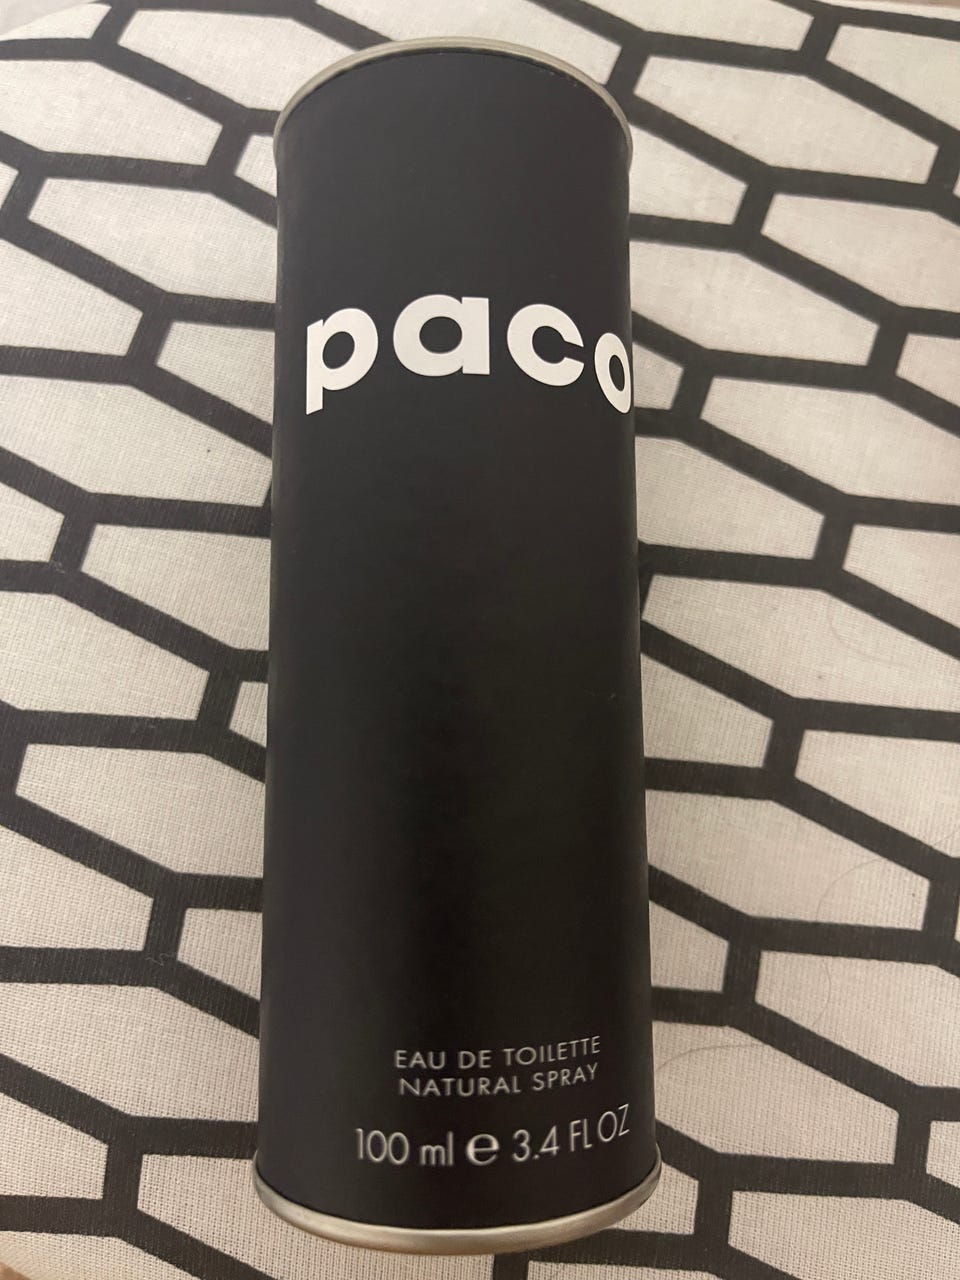 paco
EAU DE TOILETTE
NATURAL SPRAY
100 ml e 3.4 FL OZ